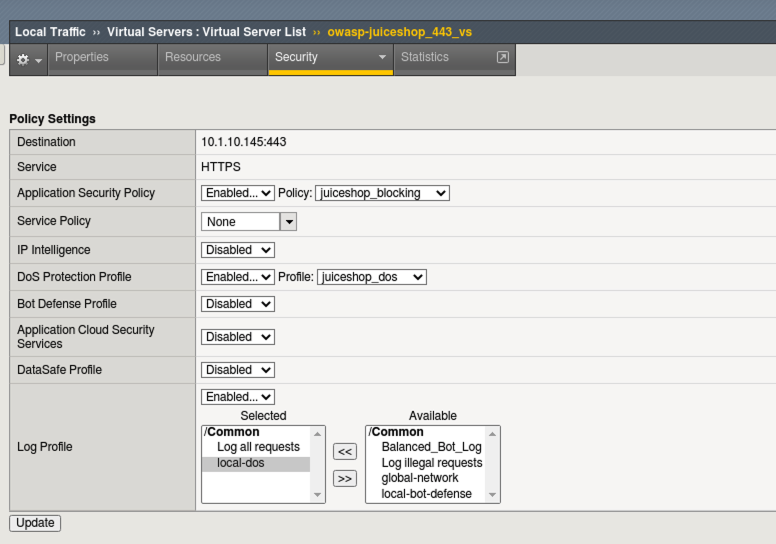 Local Traffic ›› Virtual Servers : Virtual Server List ›› owasp-juiceshop_443_vs
Properties Resources Security Statistics
Policy Settings
Destination 10.1.10.145:443
Service HTTPS
Application Security Policy Enabled... Policy: juiceshop_blocking
Service Policy None
IP Intelligence Disabled
DoS Protection Profile Enabled... Profile: juiceshop_dos
Bot Defense Profile Disabled
Application Cloud Security
Services Disabled
DataSafe Profile Disabled
Log Profile Enabled...
Selected Available
/Common /Common
Log all requests Balanced_Bot_Log
local-dos << Log illegal requests
>> global-network
local-bot-defense
Update